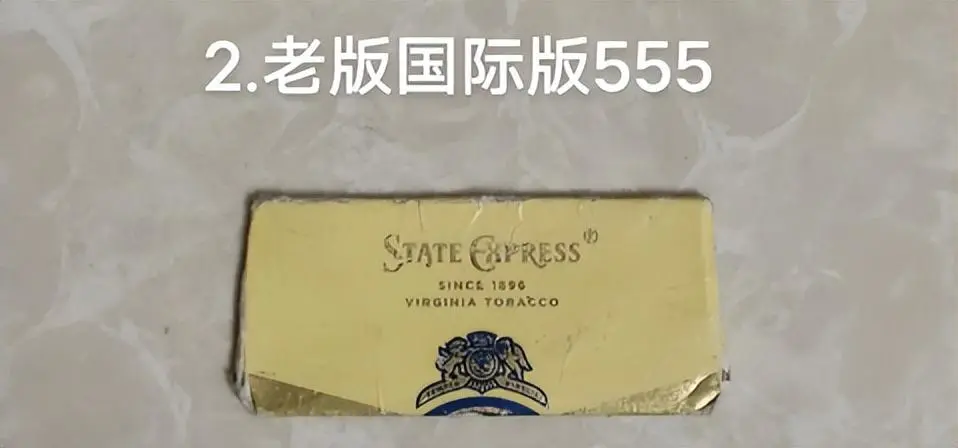 2.老版国际版555
STATE EXPRESS
SINCE 1896
VIRGINIA TOBACCO